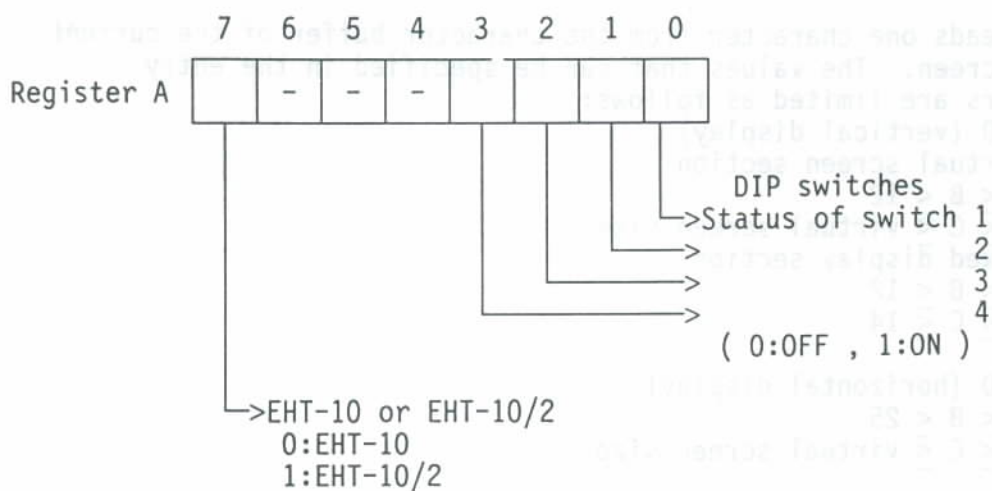 7 6 5 4 3 2 1 0
Register A - - -
DIP switches
Status of switch 1
2
3
4
( 0:OFF , 1:ON )
EHT-10 or EHT-10/2
0:EHT-10
1:EHT-10/2